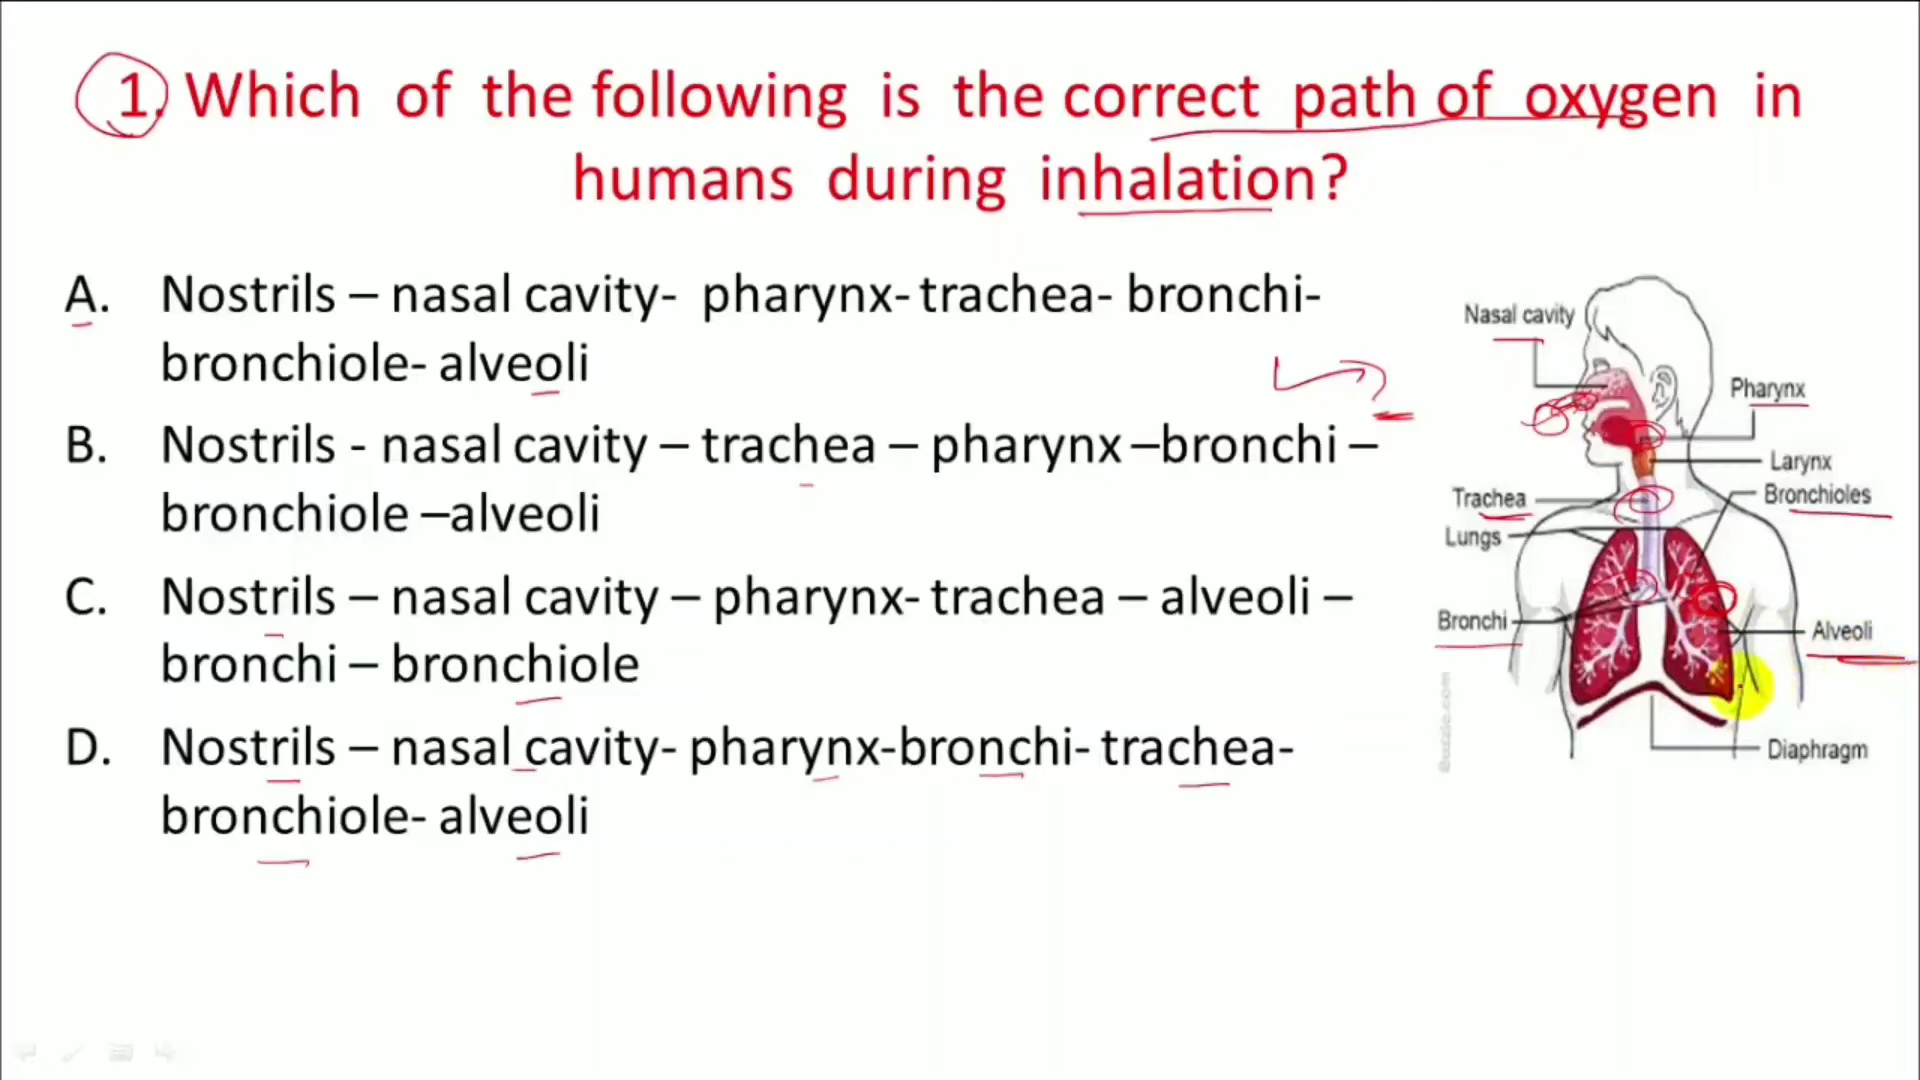 1. Which of the following is the correct path of oxygen in
humans during inhalation?
A. Nostrils – nasal cavity- pharynx- trachea- bronchi-
bronchiole- alveoli
B. Nostrils - nasal cavity – trachea – pharynx –bronchi –
bronchiole –alveoli
C. Nostrils – nasal cavity – pharynx- trachea – alveoli –
bronchi – bronchiole
D. Nostrils – nasal cavity- pharynx-bronchi- trachea-
bronchiole- alveoli
Nasal cavity
Pharynx
Larynx
Trachea
Bronchioles
Lungs
Bronchi
Alveoli
Diaphragm